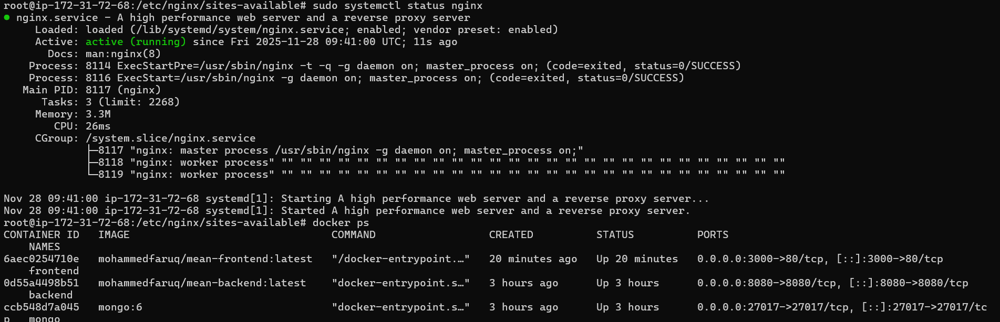 root@ip-172-31-72-68:/etc/nginx/sites-available# sudo systemctl status nginx
● nginx.service - A high performance web server and a reverse proxy server
     Loaded: loaded (/lib/systemd/system/nginx.service; enabled; vendor preset: enabled)
     Active: active (running) since Fri 2025-11-28 09:41:00 UTC; 11s ago
       Docs: man:nginx(8)
    Process: 8114 ExecStartPre=/usr/sbin/nginx -t -q -g daemon on; master_process on; (code=exited, status=0/SUCCESS)
    Process: 8116 ExecStart=/usr/sbin/nginx -g daemon on; master_process on; (code=exited, status=0/SUCCESS)
   Main PID: 8117 (nginx)
      Tasks: 3 (limit: 2268)
     Memory: 3.3M
        CPU: 26ms
     CGroup: /system.slice/nginx.service
             ├─8117 "nginx: master process /usr/sbin/nginx -g daemon on; master_process on;"
             ├─8118 "nginx: worker process" "" "" "" "" "" "" "" "" "" "" "" "" "" "" "" "" "" "" "" "" "" "" "" "" "" "" ""
             └─8119 "nginx: worker process" "" "" "" "" "" "" "" "" "" "" "" "" "" "" "" "" "" "" "" "" "" "" "" "" "" "" ""

Nov 28 09:41:00 ip-172-31-72-68 systemd[1]: Starting A high performance web server and a reverse proxy server...
Nov 28 09:41:00 ip-172-31-72-68 systemd[1]: Started A high performance web server and a reverse proxy server.
root@ip-172-31-72-68:/etc/nginx/sites-available# docker ps
CONTAINER ID   IMAGE                                COMMAND                  CREATED          STATUS          PORTS
    NAMES
6aec0254710e   mohammedfaruq/mean-frontend:latest   "/docker-entrypoint.…"   20 minutes ago   Up 20 minutes   0.0.0.0:3000->80/tcp, [::]:3000->80/tcp
    frontend
0d55a4498b51   mohammedfaruq/mean-backend:latest    "docker-entrypoint.s…"   3 hours ago      Up 3 hours      0.0.0.0:8080->8080/tcp, [::]:8080->8080/tcp
    backend
ccb548d7a045   mongo:6                              "docker-entrypoint.s…"   3 hours ago      Up 3 hours      0.0.0.0:27017->27017/tcp, [::]:27017->27017/tc
p   mongo